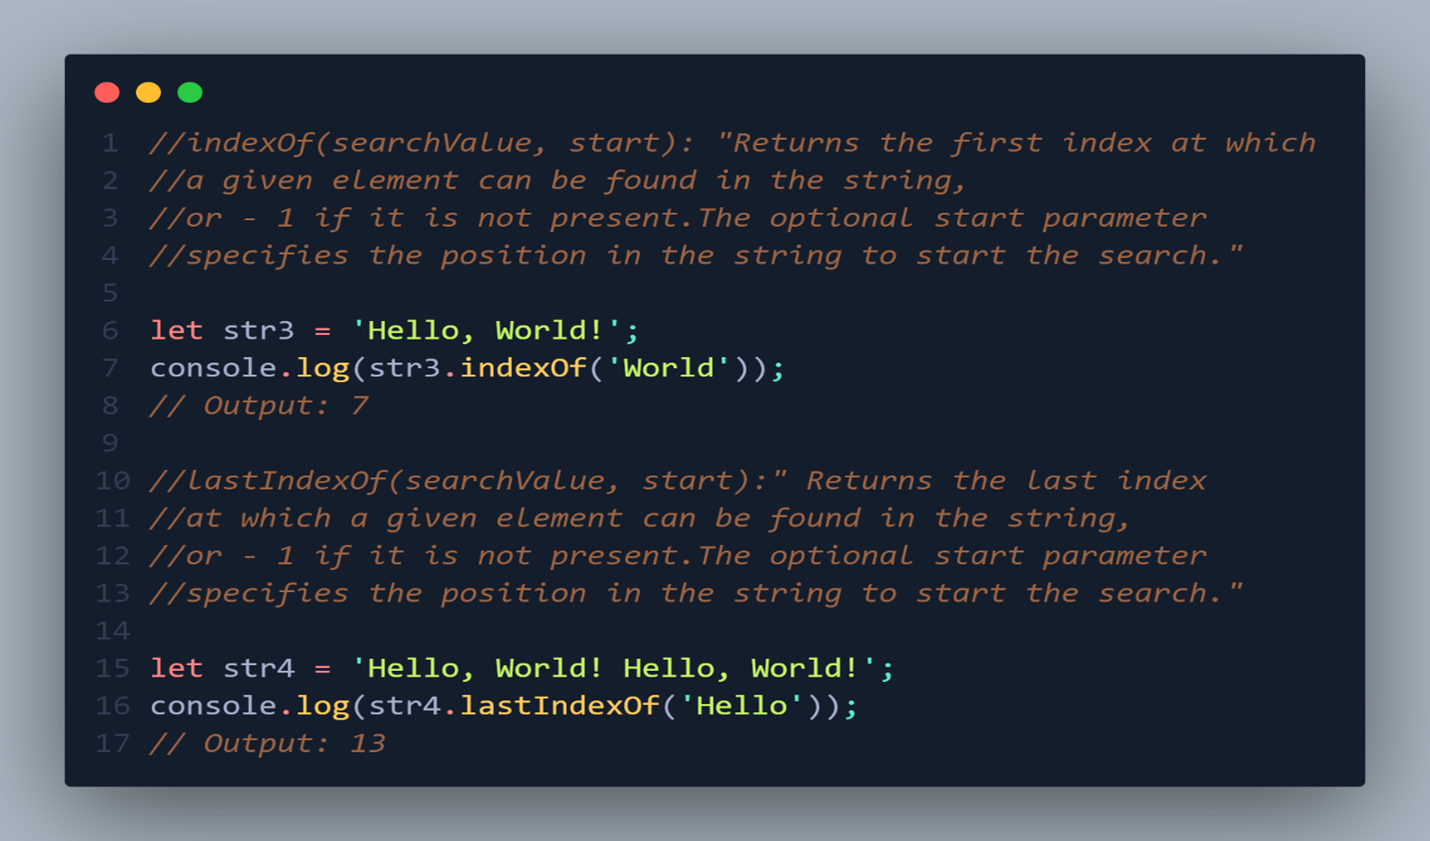 1 //indexOf(searchValue, start): "Returns the first index at which
2 //a given element can be found in the string,
3 //or - 1 if it is not present.The optional start parameter
4 //specifies the position in the string to start the search."
5
6 let str3 = 'Hello, World!';
7 console.log(str3.indexOf('World'));
8 // Output: 7
9
10 //lastIndexOf(searchValue, start):" Returns the last index
11 //at which a given element can be found in the string,
12 //or - 1 if it is not present.The optional start parameter
13 //specifies the position in the string to start the search."
14
15 let str4 = 'Hello, World! Hello, World!';
16 console.log(str4.lastIndexOf('Hello'));
17 // Output: 13